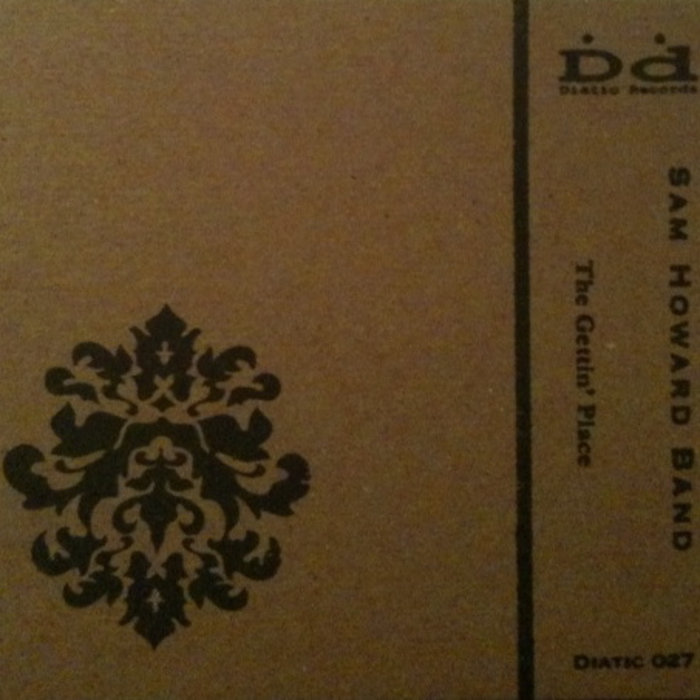 Dd
Diatic Records
SAM HOWARD BAND
The Gettin' Place
DIATIC 027